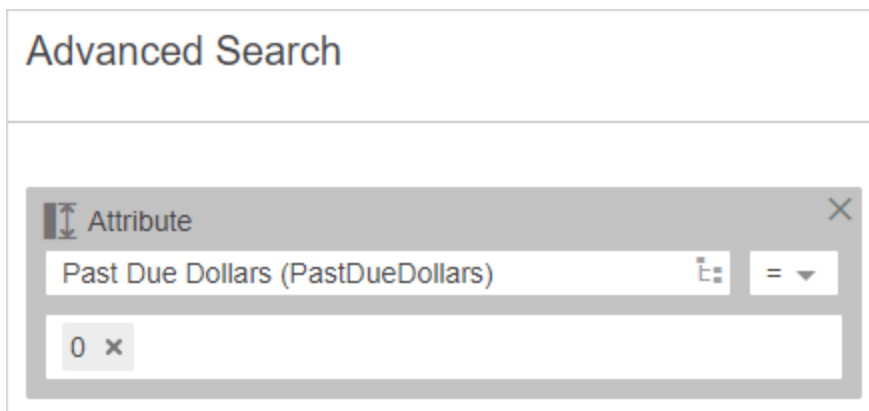 Advanced Search
Attribute
Past Due Dollars (PastDueDollars) =
0 ×